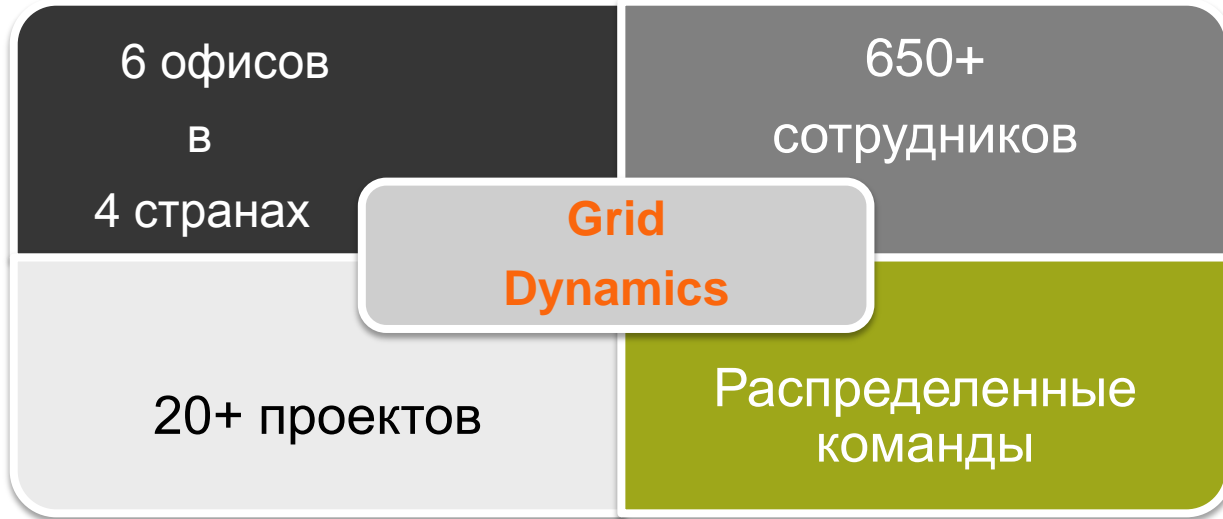 6 офисов
в
4 странах
650+
сотрудников
Grid
Dynamics
20+ проектов
Распределенные
команды